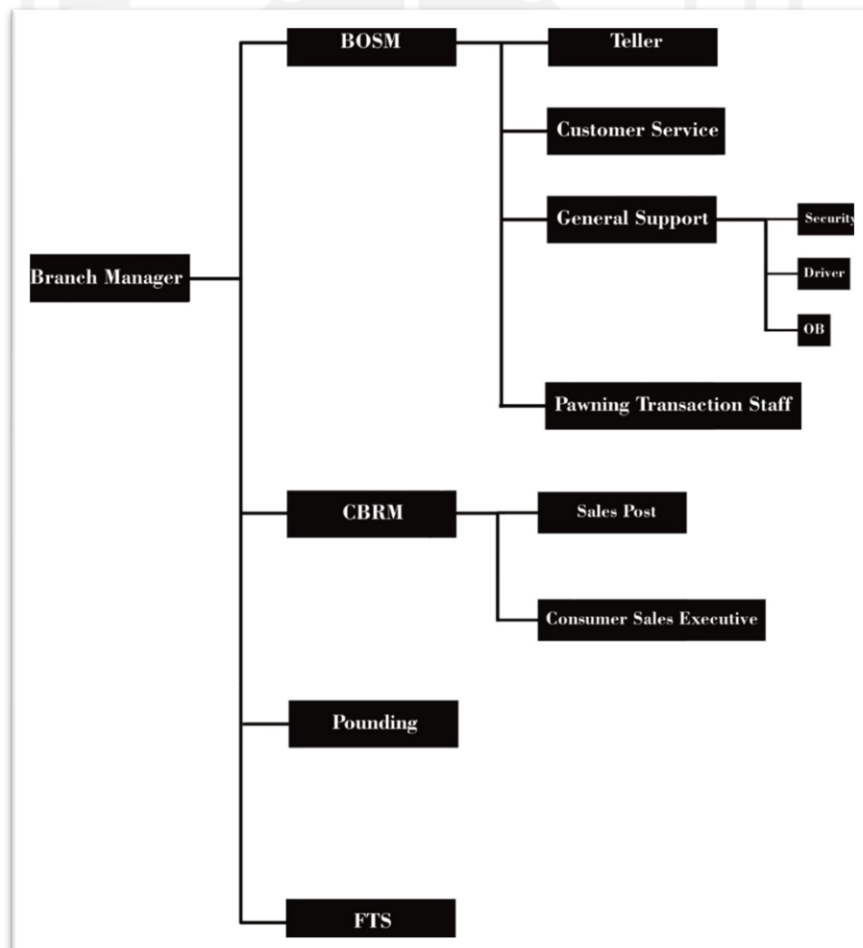 BOSM
Teller
Customer Service
General Support
Security
Driver
OB
Branch Manager
Pawning Transaction Staff
CBRM
Sales Post
Consumer Sales Executive
Pounding
FTS